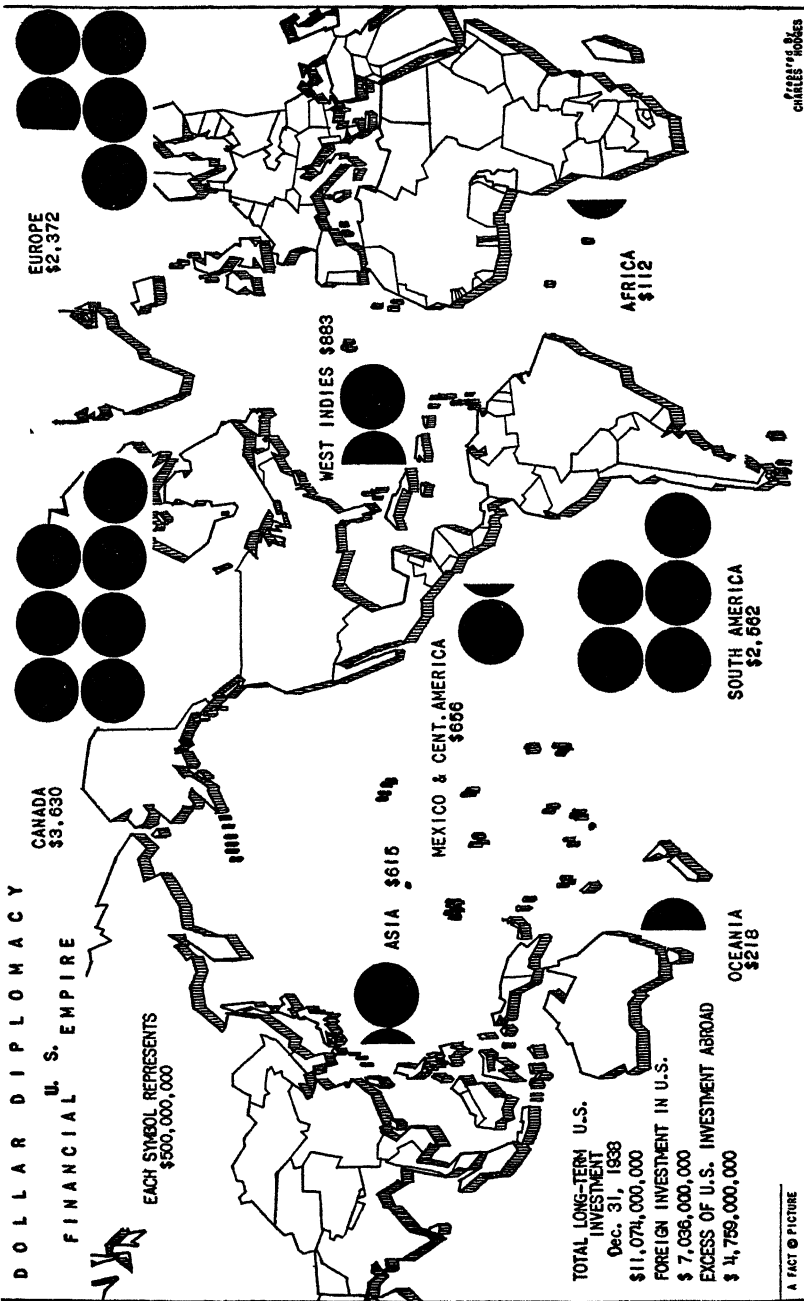 DOLLAR DIPLOMACY
U. S.
FINANCIAL EMPIRE
EACH SYMBOL REPRESENTS
$500,000,000
CANADA
$3,630
EUROPE
$2,372
WEST INDIES $883
ASIA $615
MEXICO & CENT. AMERICA
$656
AFRICA
$112
SOUTH AMERICA
$2,562
OCEANIA
$218
TOTAL LONG-TERM U.S.
INVESTMENT
Dec. 31, 1938
$11,074,000,000
FOREIGN INVESTMENT IN U.S.
$ 7,036,000,000
EXCESS OF U.S. INVESTMENT ABROAD
$ 4,759,000,000
A FACT © PICTURE
Prepared By
CHARLES HODGES